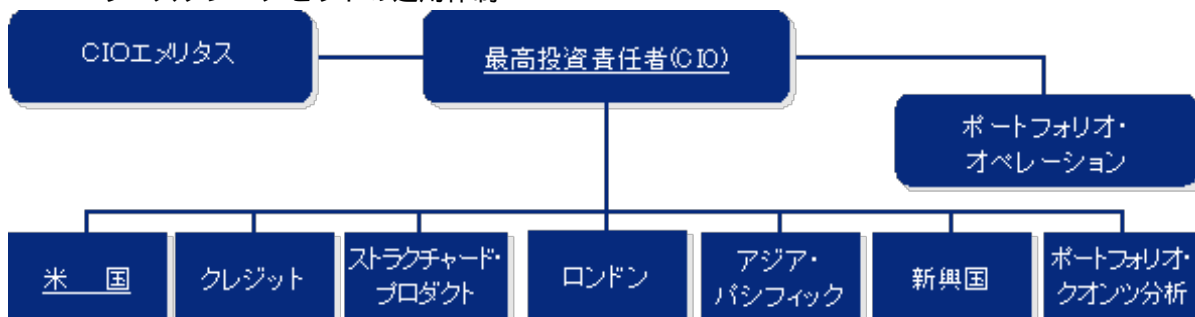 CIOエメリタス
最高投資責任者(CIO)
ポートフォリオ・
オペレーション
米　国
クレジット
ストラクチャード・
プロダクト
ロンドン
アジア・
パシフィック
新興国
ポートフォリオ・
クオンツ分析